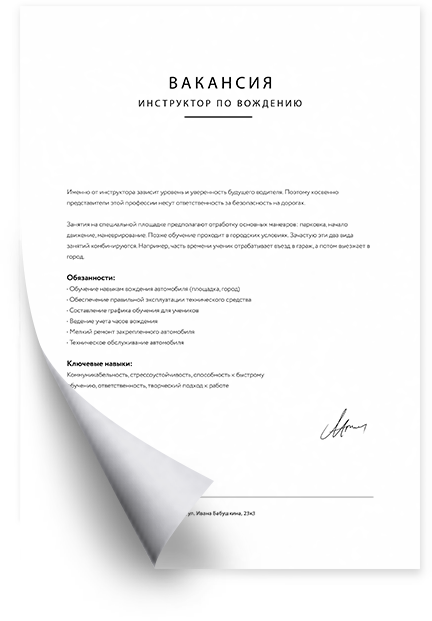 ВАКАНСИЯ
ИНСТРУКТОР ПО ВОЖДЕНИЮ
Именно от инструктора зависит уровень и уверенность будущего водителя. Поэтому косвенно
представители этой профессии несут ответственность за безопасность на дорогах.
Занятия на специальной площадке предполагают отработку основных маневров: парковка, начало
движение, маневрирование. Позже обучение проходит в городских условиях. Зачастую эти два вида
занятий комбинируются. Например, часть времени ученик отрабатывает въезд в гараж, а потом выезжает в
город.
Обязанности:
- Обучение навыкам вождения автомобиля (площадка, город)
- Обеспечение правильной эксплуатации технического средства
- Составление графика обучения для учеников
- Ведение учета часов вождения
- Мелкий ремонт закрепленного автомобиля
- Техническое обслуживание автомобиля
Ключевые навыки:
Коммуникабельность, стрессоустойчивость, способность к быстрому
обучению, ответственность, творческий подход к работе
ул. Ивана Бабушкина, 23к3